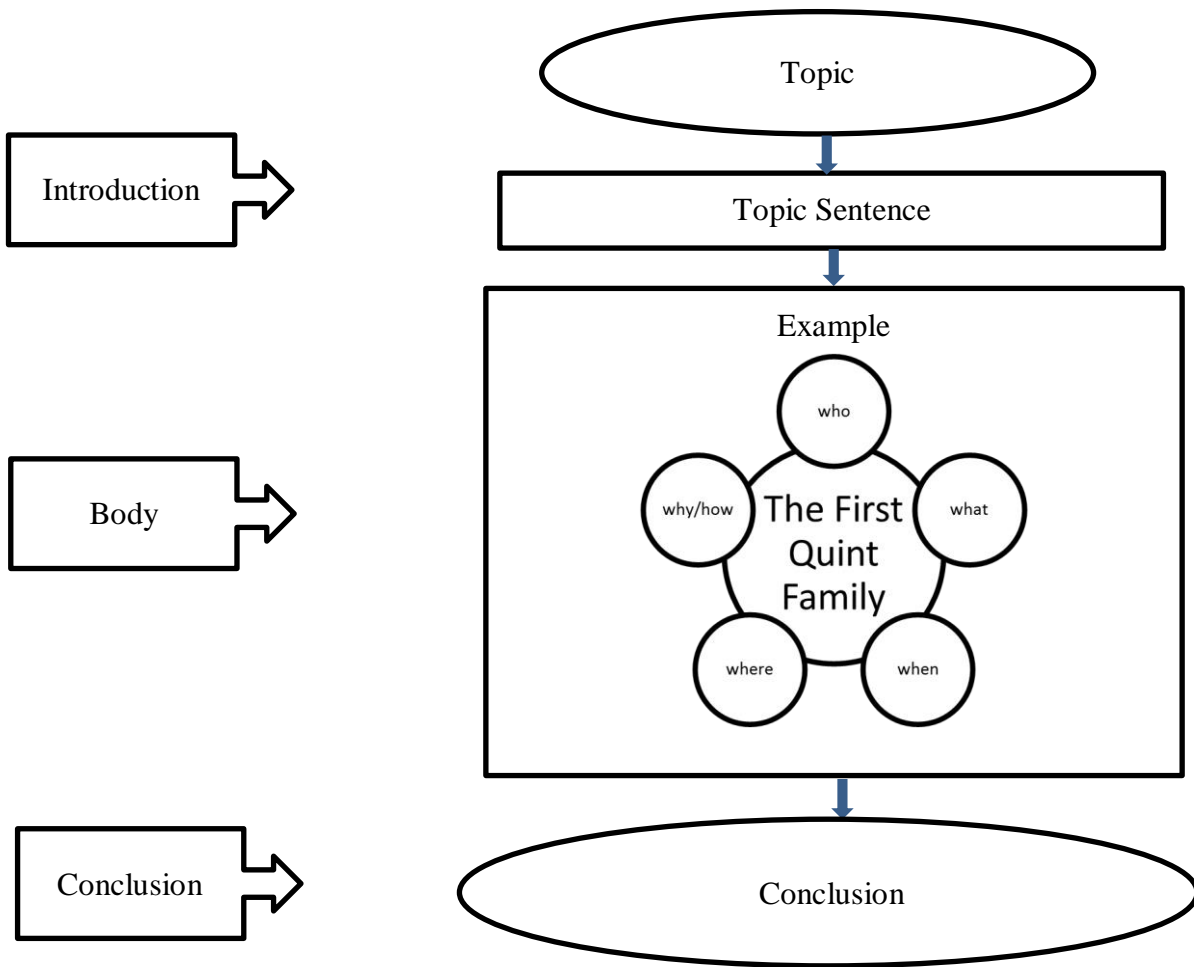 Topic
Introduction
Topic Sentence
Example
who
why/how
The First
Quint
Family
what
Body
where
when
Conclusion
Conclusion